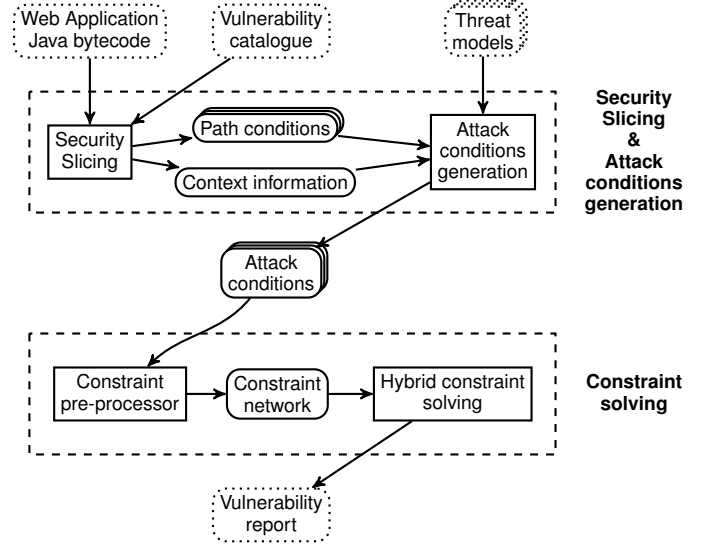 Web Application
Java bytecode
Vulnerability
catalogue
Threat
models
Security
Slicing
Path conditions
Context information
Attack
conditions
generation
Security
Slicing
&
Attack
conditions
generation
Attack
conditions
Constraint
pre-processor
Constraint
network
Hybrid constraint
solving
Constraint
solving
Vulnerability
report